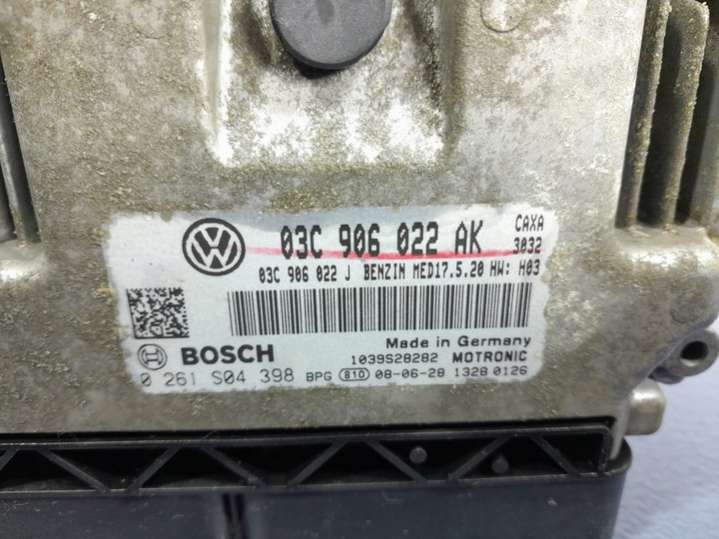 03C 906 022 AK CAXA
3032
03C 906 022 J BENZIN MED17.5.20 HW: H03
BOSCH Made in Germany
1039S28282 MOTRONIC
0 261 S04 398 BPG 810 08-06-28 1328 0126